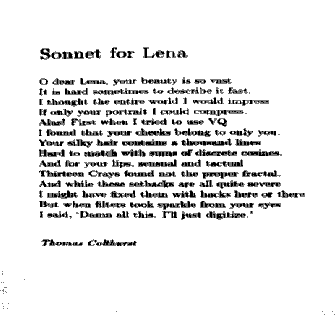 Sonnet for Lena
O dear Lena, your beauty is so vast
It is hard sometimes to describe it fast.
I thought the entire world I would impress
If only your portrait I could compress.
Alas! First when I tried to use VQ
I found that your cheeks belong to only you.
Your silky hair contains a thousand lines
Hard to match with sums of discrete cosines.
And for your lips, sensual and tactual
Thirteen Crays found not the proper fractal.
And while these setbacks are all quite severe
I might have fixed them with hacks here or there
But when filters took sparkle from your eyes
I said, "Damn all this. I'll just digitize."
Thomas Colthurst